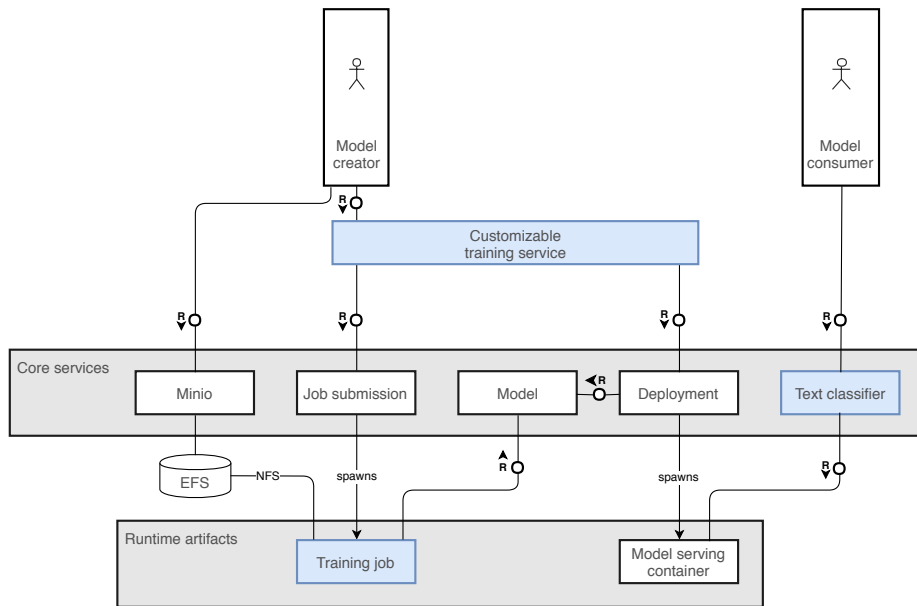 Model
creator
Model
consumer
R
Customizable
training service
R
R
R
R
Core services
Minio
Job submission
Model
R
Deployment
Text classifier
EFS
NFS
spawns
R
spawns
R
Runtime artifacts
Training job
Model serving
container